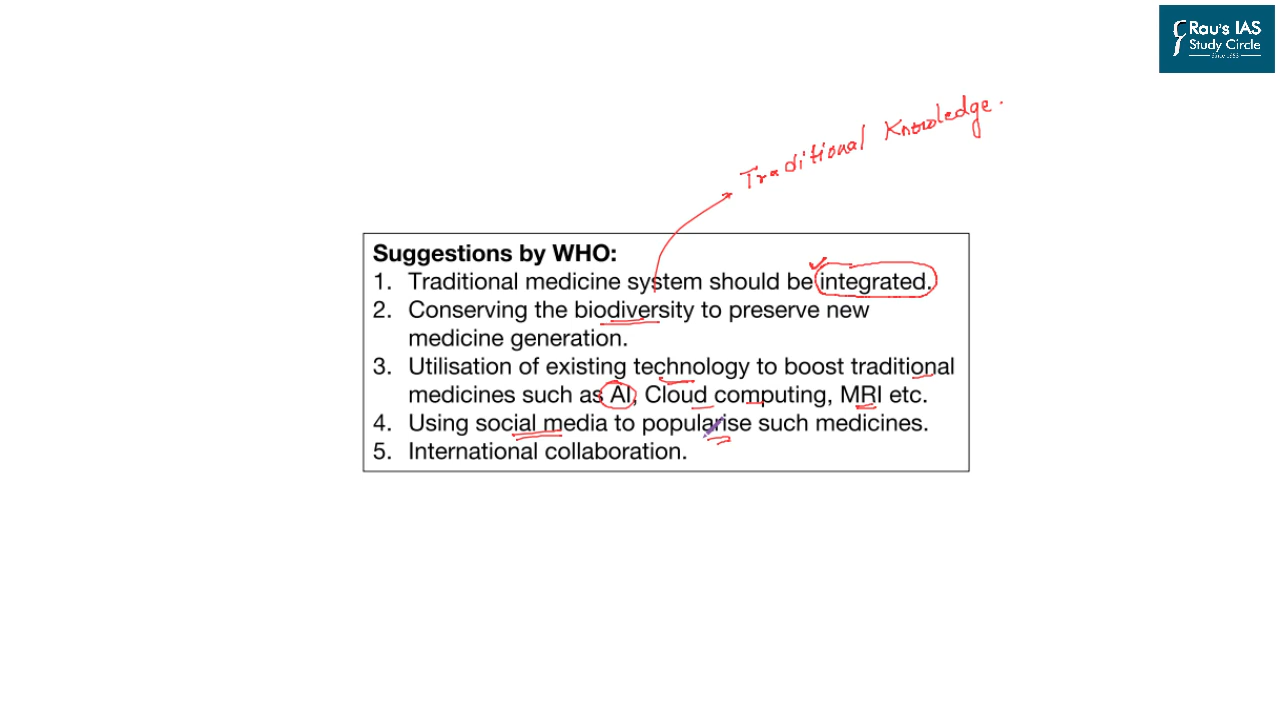 Rau's IAS
Study Circle
Since 1953
Traditional Knowledge.
Suggestions by WHO:
1. Traditional medicine system should be integrated.
2. Conserving the biodiversity to preserve new
medicine generation.
3. Utilisation of existing technology to boost traditional
medicines such as AI, Cloud computing, MRI etc.
4. Using social media to popularise such medicines.
5. International collaboration.